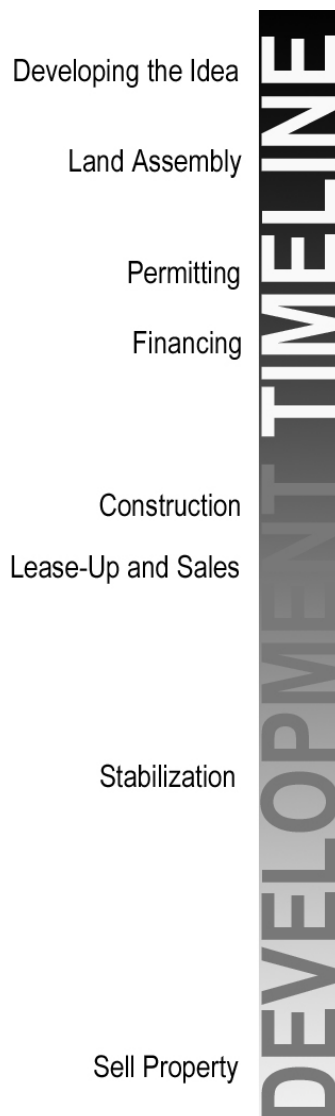 Developing the Idea
Land Assembly
Permitting
Financing
Construction
Lease-Up and Sales
Stabilization
Sell Property
DEVELOPMENT TIMELINE